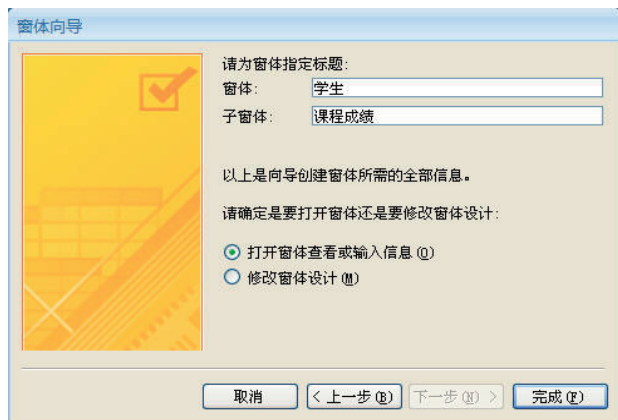 窗体向导
请为窗体指定标题:
窗体: 学生
子窗体: 课程成绩
以上是向导创建窗体所需的全部信息。
请确定是要打开窗体还是要修改窗体设计:
打开窗体查看或输入信息(O)
修改窗体设计(M)
取消 < 上一步(B) 下一步(N) > 完成(F)